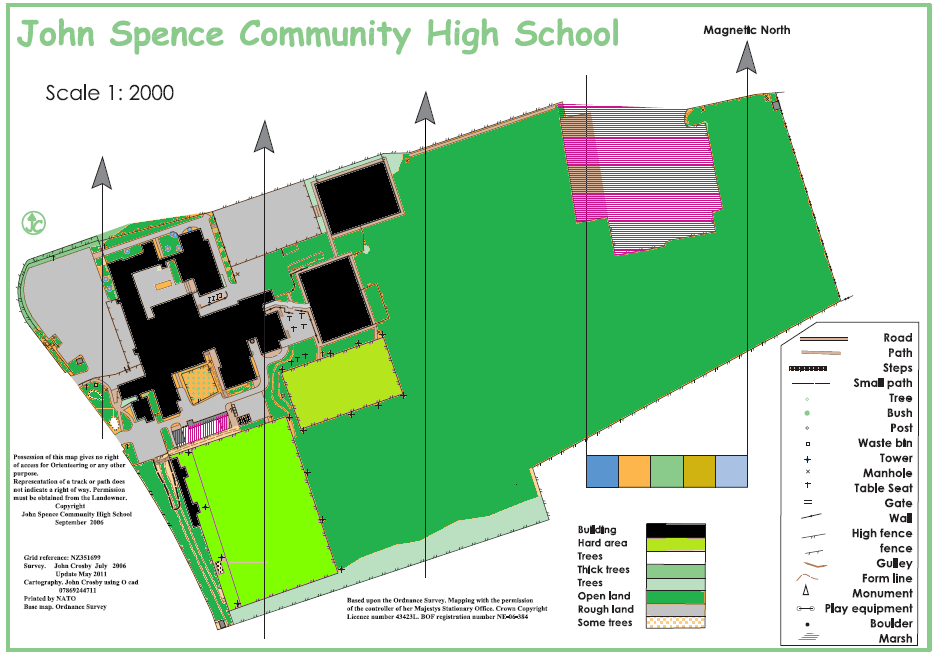 John Spence Community High School
Magnetic North
Scale 1: 2000
Road
Path
Steps
Small path
Tree
Bush
Post
Waste bin
Tower
Manhole
Table Seat
Gate
Wall
High fence
fence
Gulley
Form line
Monument
Play equipment
Boulder
Marsh
Possession of this map gives no right
of access for Orienteering or any other
purpose.
Representation of a track or path does
not indicate a right of way. Permission
must be obtained from the Landowner.
Copyright
John Spence Community High School
September 2006
Grid reference: NZ351699
Survey. John Crosby July 2006
Update May 2011
Cartography. John Crosby using O cad
07869244711
Printed by NATO
Base map. Ordnance Survey
Based upon the Ordnance Survey. Mapping with the permission
of the controler of her Majestys Stationary Office. Crown Copyright
Licence number 43423L. BOF registration number NE-06-384
Building
Hard area
Trees
Thick trees
Trees
Open land
Rough land
Some trees